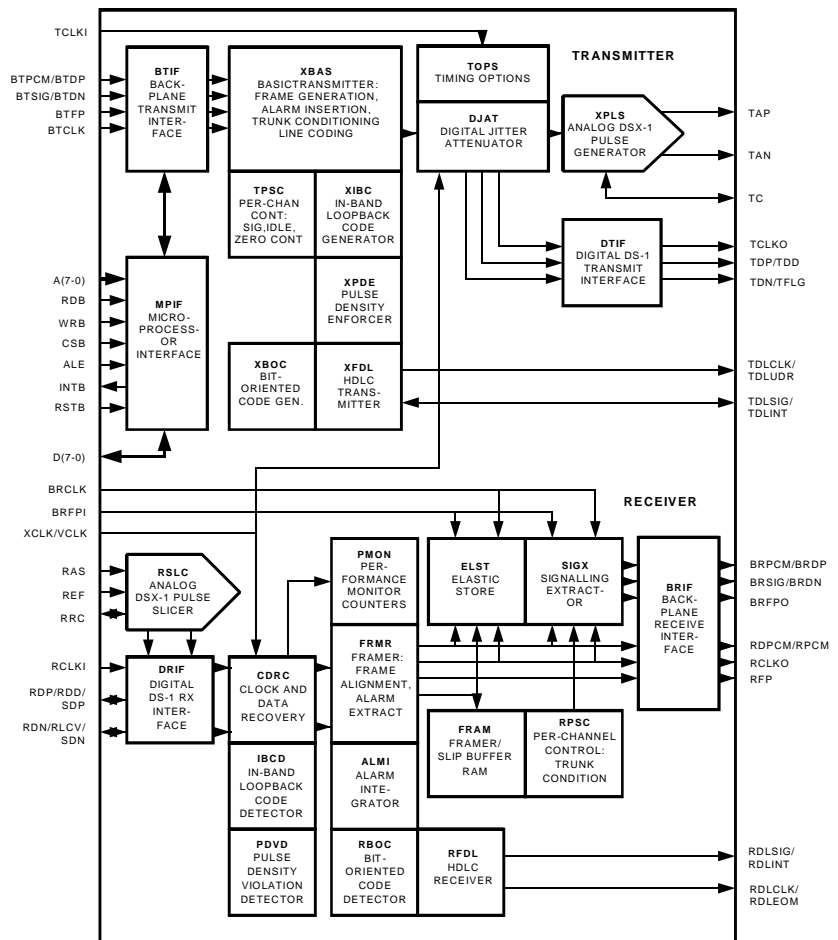 TCLKI
BTPCM/BTDP
BTSIG/BTDN
BTFP
BTCLK
BTIF
BACK-
PLANE
TRANSMIT
INTER-
FACE
XBAS
BASICTRANSMITTER:
FRAME GENERATION,
ALARM INSERTION,
TRUNK CONDITIONING
LINE CODING
TOPS
TIMING OPTIONS
DJAT
DIGITAL JITTER
ATTENUATOR
TRANSMITTER
XPLS
ANALOG DSX-1
PULSE
GENERATOR
TAP
TAN
TC
TPSC
PER-CHAN
CONT:
SIG,IDLE,
ZERO CONT
XIBC
IN-BAND
LOOPBACK
CODE
GENERATOR
DTIF
DIGITAL DS-1
TRANSMIT
INTERFACE
TCLKO
TDP/TDD
TDN/TFLG
A(7-0)
RDB
WRB
CSB
ALE
INTB
RSTB
D(7-0)
MPIF
MICRO-
PROCESS-
OR
INTERFACE
XPDE
PULSE
DENSITY
ENFORCER
XBOC
BIT-
ORIENTED
CODE GEN.
XFDL
HDLC
TRANS-
MITTER
TDLCLK/
TDLUDR
TDLSIG/
TDLINT
BRCLK
BRFPI
XCLK/VCLK
RECEIVER
RAS
REF
RRC
RSLC
ANALOG
DSX-1 PULSE
SLICER
PMON
PER-
FORMANCE
MONITOR
COUNTERS
ELST
ELASTIC
STORE
SIGX
SIGNALLING
EXTRACT-
OR
BRIF
BACK-
PLANE
RECEIVE
INTER-
FACE
BRPCM/BRDP
BRSIG/BRDN
BRFPO
RDPCM/RPCM
RCLKO
RFP
RCLKI
RDP/RDD/
SDP
RDN/RLCV/
SDN
DRIF
DIGITAL
DS-1 RX
INTER-
FACE
CDRC
CLOCK AND
DATA
RECOVERY
FRMR
FRAMER:
FRAME
ALIGNMENT,
ALARM
EXTRACT
FRAM
FRAMER/
SLIP BUFFER
RAM
RPSC
PER-CHANNEL
CONTROL:
TRUNK
CONDITION
IBCD
IN-BAND
LOOPBACK
CODE
DETECTOR
ALMI
ALARM
INTE-
GRATOR
PDVD
PULSE
DENSITY
VIOLATION
DETECTOR
RBOC
BIT-
ORIENTED
CODE
DETECTOR
RFDL
HDLC
RECEIVER
RDLSIG/
RDLINT
RDLCLK/
RDLEOM